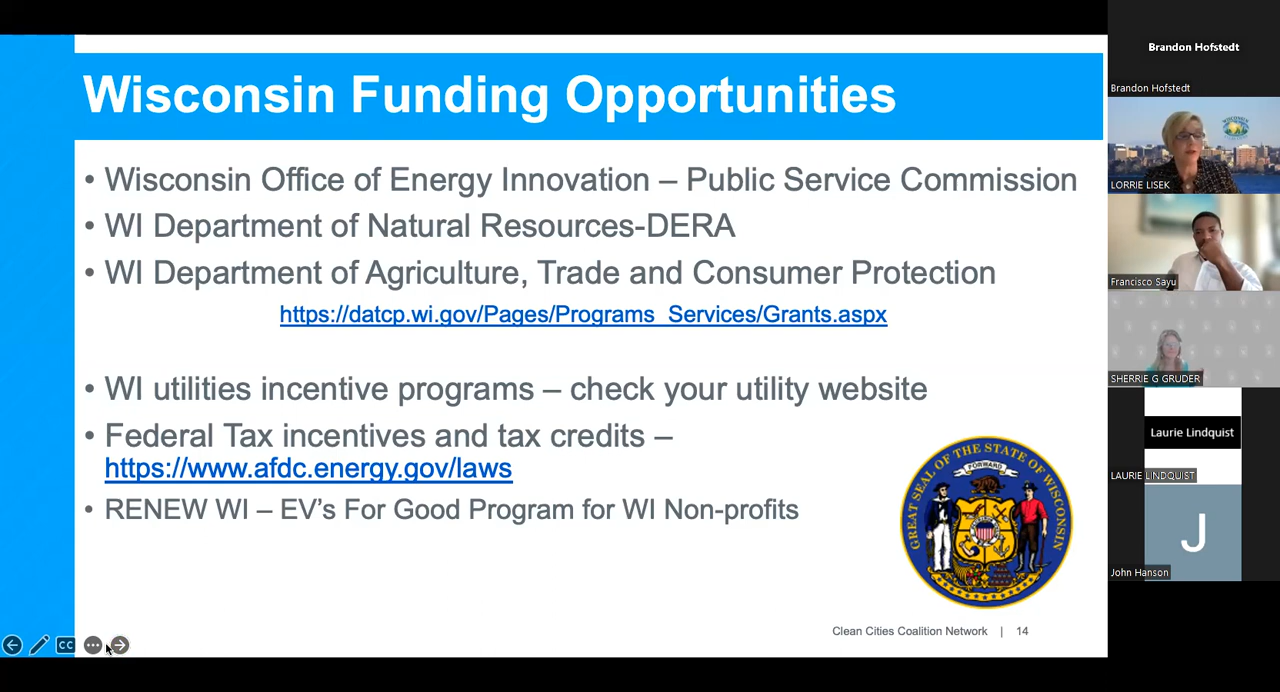 Wisconsin Funding Opportunities
• Wisconsin Office of Energy Innovation – Public Service Commission
• WI Department of Natural Resources-DERA
• WI Department of Agriculture, Trade and Consumer Protection
https://datcp.wi.gov/Pages/Programs_Services/Grants.aspx
• WI utilities incentive programs – check your utility website
• Federal Tax incentives and tax credits –
https://www.afdc.energy.gov/laws
• RENEW WI – EV's For Good Program for WI Non-profits
GREAT SEAL OF THE STATE OF WISCONSIN
FORWARD
Clean Cities Coalition Network | 14
CC
Brandon Hofstedt
Brandon Hofstedt
WISCONSIN
LORRIE LISEK
Francisco Sayu
SHERRIE G GRUDER
Laurie Lindquist
LAURIE LINDQUIST
J
John Hanson